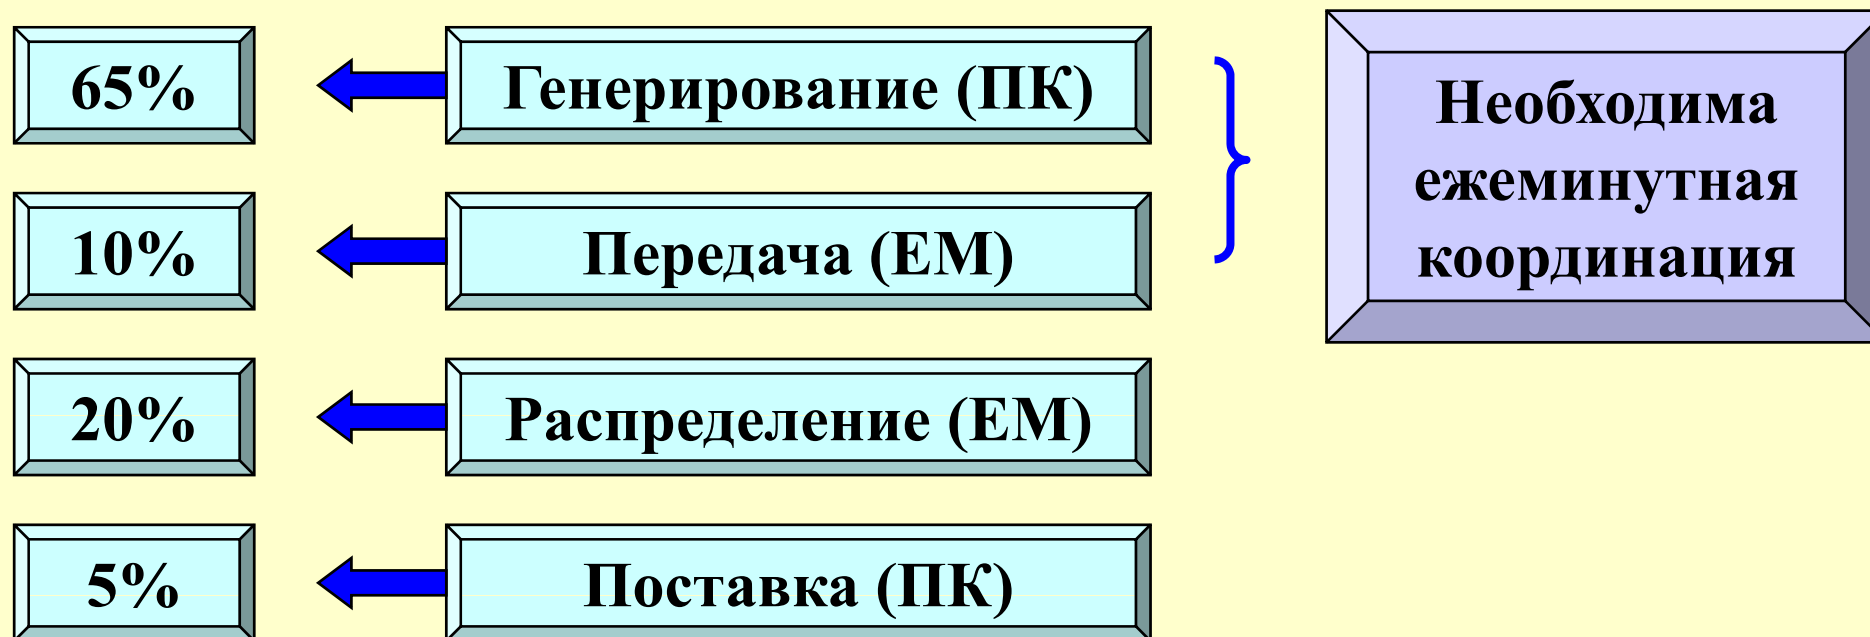 65%
Генерирование (ПК)
10%
Передача (ЕМ)
20%
Распределение (ЕМ)
5%
Поставка (ПК)
Необходима
ежеминутная
координация